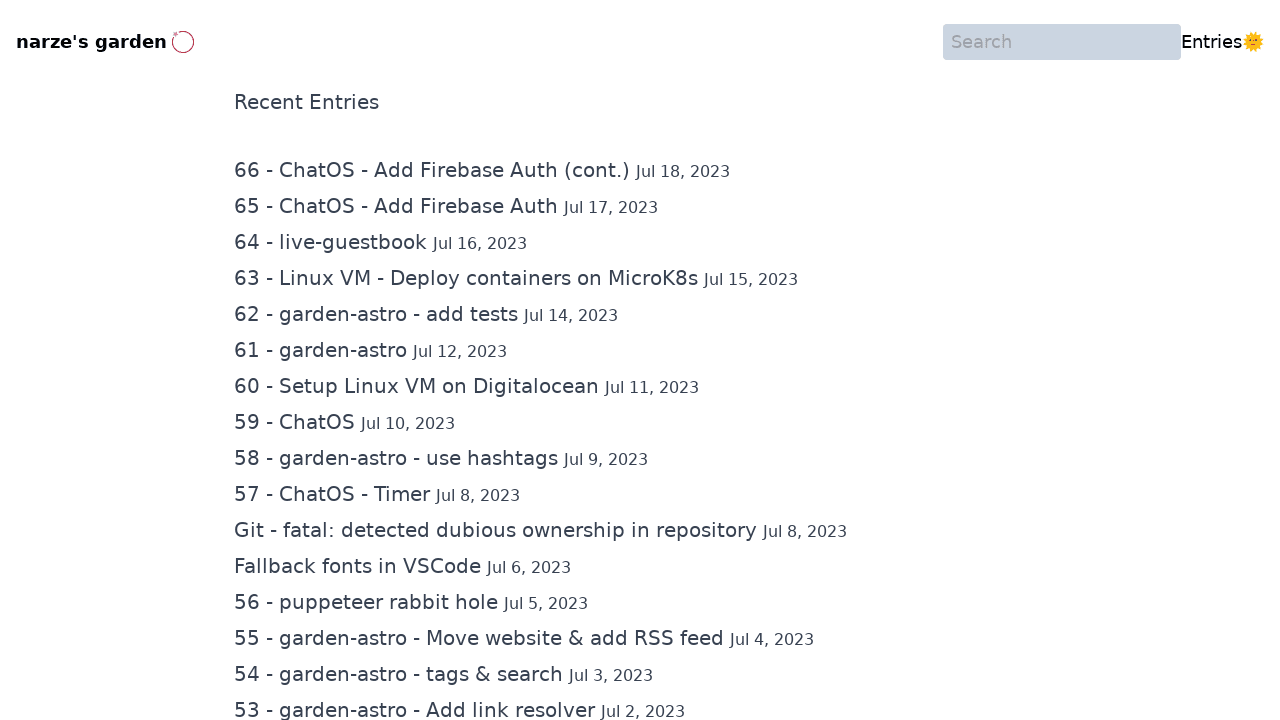 narze's garden
Search
Entries🌞
Recent Entries
66 - ChatOS - Add Firebase Auth (cont.) Jul 18, 2023
65 - ChatOS - Add Firebase Auth Jul 17, 2023
64 - live-guestbook Jul 16, 2023
63 - Linux VM - Deploy containers on MicroK8s Jul 15, 2023
62 - garden-astro - add tests Jul 14, 2023
61 - garden-astro Jul 12, 2023
60 - Setup Linux VM on Digitalocean Jul 11, 2023
59 - ChatOS Jul 10, 2023
58 - garden-astro - use hashtags Jul 9, 2023
57 - ChatOS - Timer Jul 8, 2023
Git - fatal: detected dubious ownership in repository Jul 8, 2023
Fallback fonts in VSCode Jul 6, 2023
56 - puppeteer rabbit hole Jul 5, 2023
55 - garden-astro - Move website & add RSS feed Jul 4, 2023
54 - garden-astro - tags & search Jul 3, 2023
53 - garden-astro - Add link resolver Jul 2, 2023